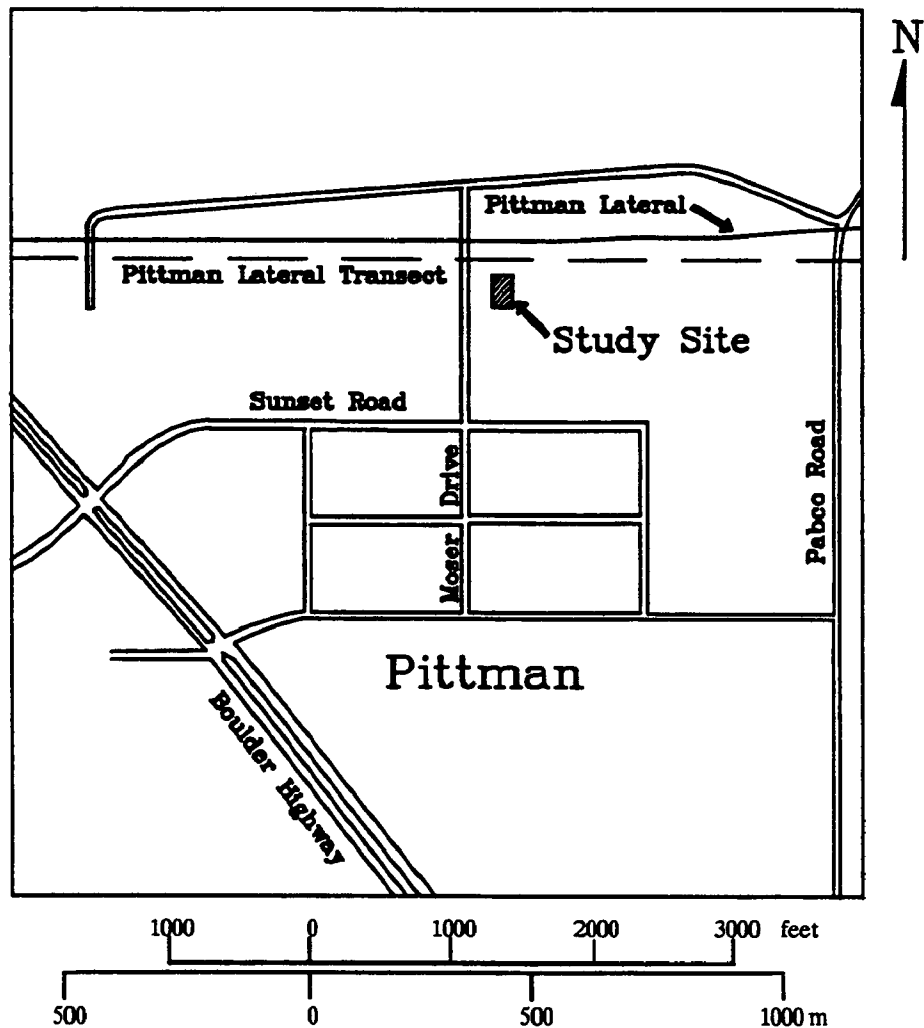 N
Pittman Lateral
Pittman Lateral Transect
Study Site
Sunset Road
Moser Drive
Pabco Road
Pittman
Boulder Highway
1000 0 1000 2000 3000 feet
500 0 500 1000 m